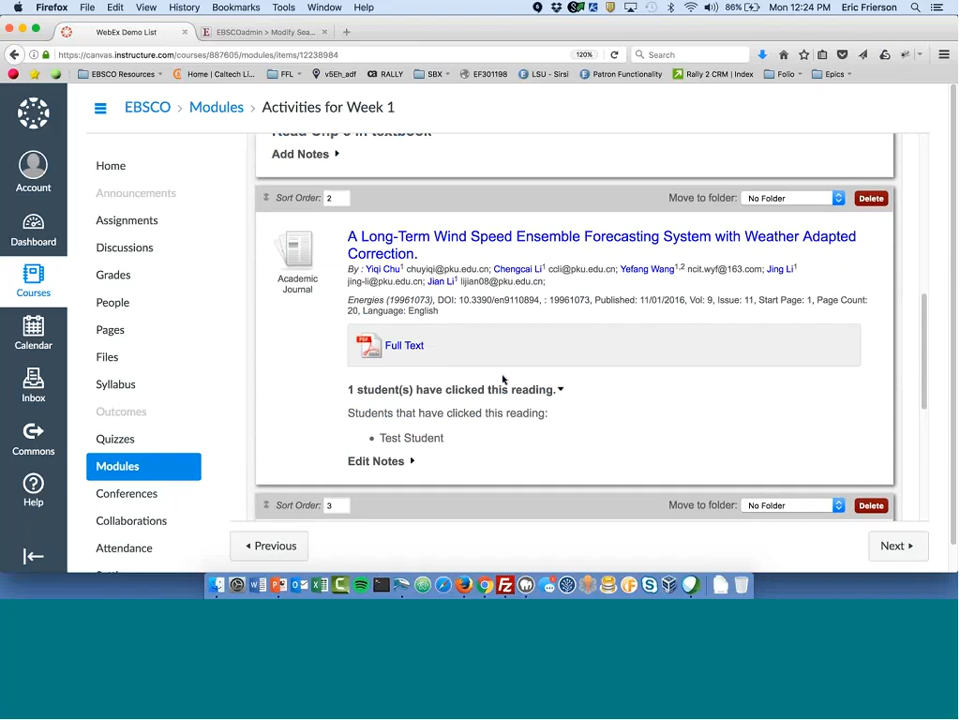 Firefox File Edit View History Bookmarks Tools Window Help 86% Mon 12:24 PM Eric Frierson
WebEx Demo List × EBSCOadmin > Modify Sea... × +
https://canvas.instructure.com/courses/887605/modules/items/12238984 120% Search
EBSCO Resources Home | Caltech Li... FFL v5Eh_adf RALLY SBX EF301198 LSU - Sirsi Patron Functionality Rally 2 CRM | Index Folio Epics
EBSCO > Modules > Activities for Week 1
Account
Dashboard
Courses
Calendar
Inbox
Commons
Help
Home
Announcements
Assignments
Discussions
Grades
People
Pages
Files
Syllabus
Outcomes
Quizzes
Modules
Conferences
Collaborations
Attendance
Read Chp 3 in textbook
Add Notes
Sort Order: 2 Move to folder: No Folder Delete
Academic
Journal
A Long-Term Wind Speed Ensemble Forecasting System with Weather Adapted
Correction.
By : Yiqi Chu1 chuyiqi@pku.edu.cn; Chengcai Li1 ccli@pku.edu.cn; Yefang Wang1,2 ncit.wyf@163.com; Jing Li1
jing-li@pku.edu.cn; Jian Li1 lijian08@pku.edu.cn;
Energies (19961073), DOI: 10.3390/en9110894, : 19961073, Published: 11/01/2016, Vol: 9, Issue: 11, Start Page: 1, Page Count:
20, Language: English
PDF Full Text
1 student(s) have clicked this reading.
Students that have clicked this reading:
• Test Student
Edit Notes
Sort Order: 3 Move to folder: No Folder Delete
Previous Next